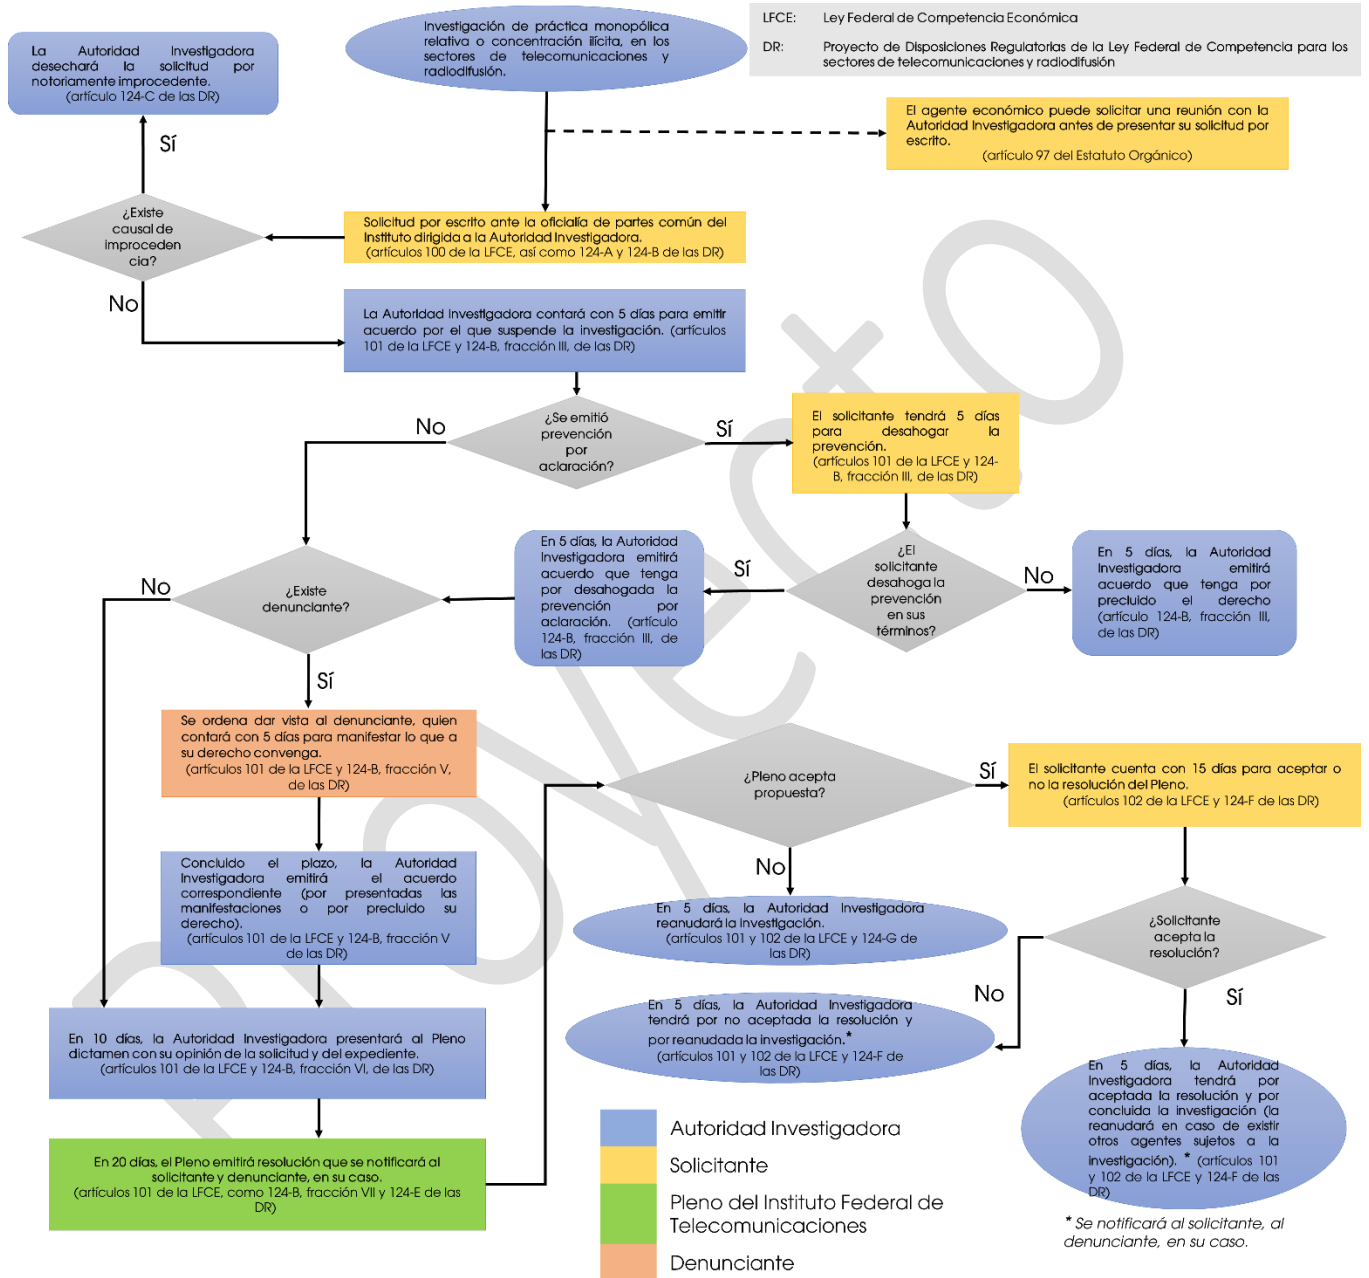 LFCE: Ley Federal de Competencia Económica
DR: Proyecto de Disposiciones Regulatorias de la Ley Federal de Competencia para los
sectores de telecomunicaciones y radiodifusión
Investigación de práctica monopólica
relativa o concentración ilícita, en los
sectores de telecomunicaciones y
radiodifusión.
La Autoridad Investigadora
desechará la solicitud por
notoriamente improcedente.
(artículo 124-C de las DR)
El agente económico puede solicitar una reunión con la
Autoridad Investigadora antes de presentar su solicitud por
escrito.
(artículo 97 del Estatuto Orgánico)
Sí
¿Existe
causal de
improceden
cia?
Solicitud por escrito ante la oficialía de partes común del
Instituto dirigida a la Autoridad Investigadora.
(artículos 100 de la LFCE, así como 124-A y 124-B de las DR)
No
La Autoridad Investigadora contará con 5 días para emitir
acuerdo por el que suspende la investigación. (artículos
101 de la LFCE y 124-B, fracción III, de las DR)
¿Se emitió
prevención
por
aclaración?
No
Sí
El solicitante tendrá 5 días
para desahogar la
prevención.
(artículos 101 de la LFCE y 124-
B, fracción III, de las DR)
¿El
solicitante
desahoga la
prevención
en sus
términos?
Sí
No
En 5 días, la Autoridad
Investigadora emitirá
acuerdo que tenga
por desahogada la
prevención por
aclaración. (artículo
124-B, fracción III, de
las DR)
En 5 días, la Autoridad
Investigadora emitirá
acuerdo que tenga por
precluido el derecho
(artículo 124-B, fracción III,
de las DR)
¿Existe
denunciante?
No
Sí
Se ordena dar vista al denunciante, quien
contará con 5 días para manifestar lo que a
su derecho convenga.
(artículos 101 de la LFCE y 124-B, fracción V,
de las DR)
Concluido el plazo, la Autoridad
Investigadora emitirá el acuerdo
correspondiente (por presentadas las
manifestaciones o por precluido su
derecho).
(artículos 101 de la LFCE y 124-B, fracción V
de las DR)
En 10 días, la Autoridad Investigadora presentará al Pleno
dictamen con su opinión de la solicitud y del expediente.
(artículos 101 de la LFCE y 124-B, fracción VI, de las DR)
En 20 días, el Pleno emitirá resolución que se notificará al
solicitante y denunciante, en su caso.
(artículos 101 de la LFCE, como 124-B, fracción VII y 124-E de las
DR)
¿Pleno acepta
propuesta?
Sí
No
El solicitante cuenta con 15 días para aceptar o
no la resolución del Pleno.
(artículos 102 de la LFCE y 124-F de las DR)
En 5 días, la Autoridad Investigadora
reanudará la investigación.
(artículos 101 y 102 de la LFCE y 124-G de
las DR)
¿Solicitante
acepta la
resolución?
No
Sí
En 5 días, la Autoridad Investigadora
tendrá por no aceptada la resolución y
por reanudada la investigación.*
(artículos 101 y 102 de la LFCE y 124-F de
las DR)
En 5 días, la Autoridad
Investigadora tendrá por
aceptada la resolución y por
concluida la investigación (la
reanudará en caso de existir
otros agentes sujetos a la
investigación). * (artículos 101
y 102 de la LFCE y 124-F de las
DR)
* Se notificará al solicitante, al
denunciante, en su caso.
Autoridad Investigadora
Solicitante
Pleno del Instituto Federal de
Telecomunicaciones
Denunciante
Proyecto